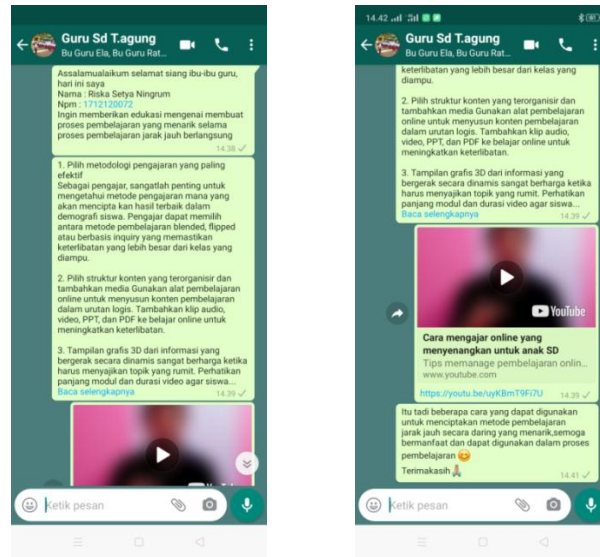 Guru Sd T.agung
Bu Guru Ela, Bu Guru Rat...
Assalamualaikum selamat siang ibu-ibu guru,
hari ini saya
Nama : Riska Setya Ningrum
Npm : 1712120072
Ingin memberikan edukasi mengenai membuat
proses pembelajaran yang menarik selama
proses pembelajaran jarak jauh berlangsung
14.38
1. Pilih metodologi pengajaran yang paling
efektif
Sebagai pengajar, sangatlah penting untuk
mengetahui metode pengajaran mana yang
akan mencipta kan hasil terbaik dalam
demografi siswa. Pengajar dapat memilih
antara metode pembelajaran blended, flipped
atau berbasis inquiry yang memastikan
keterlibatan yang lebih besar dari kelas yang
diampu.
2. Pilih struktur konten yang terorganisir dan
tambahkan media Gunakan alat pembelajaran
online untuk menyusun konten pembelajaran
dalam urutan logis. Tambahkan klip audio,
video, PPT, dan PDF ke belajar online untuk
meningkatkan keterlibatan.
3. Tampilan grafis 3D dari informasi yang
bergerak secara dinamis sangat berharga ketika
harus menyajikan topik yang rumit. Perhatikan
panjang modul dan durasi video agar siswa...
Baca selengkapnya
14.39
Ketik pesan
14.42
Guru Sd T.agung
Bu Guru Ela, Bu Guru Rat...
keterlibatan yang lebih besar dari kelas yang
diampu.
2. Pilih struktur konten yang terorganisir dan
tambahkan media Gunakan alat pembelajaran
online untuk menyusun konten pembelajaran
dalam urutan logis. Tambahkan klip audio,
video, PPT, dan PDF ke belajar online untuk
meningkatkan keterlibatan.
3. Tampilan grafis 3D dari informasi yang
bergerak secara dinamis sangat berharga ketika
harus menyajikan topik yang rumit. Perhatikan
panjang modul dan durasi video agar siswa...
Baca selengkapnya
14.39
YouTube
Cara mengajar online yang
menyenangkan untuk anak SD
Tips memanage pembelajaran onlin...
www.youtube.com
https://youtu.be/uyKBmT9Fi7U
14.39
Itu tadi beberapa cara yang dapat digunakan
untuk menciptakan metode pembelajaran
jarak jauh secara daring yang menarik,semoga
bermanfaat dan dapat digunakan dalam proses
pembelajaran 😊
Terimakasih 🙏
14.41
Ketik pesan